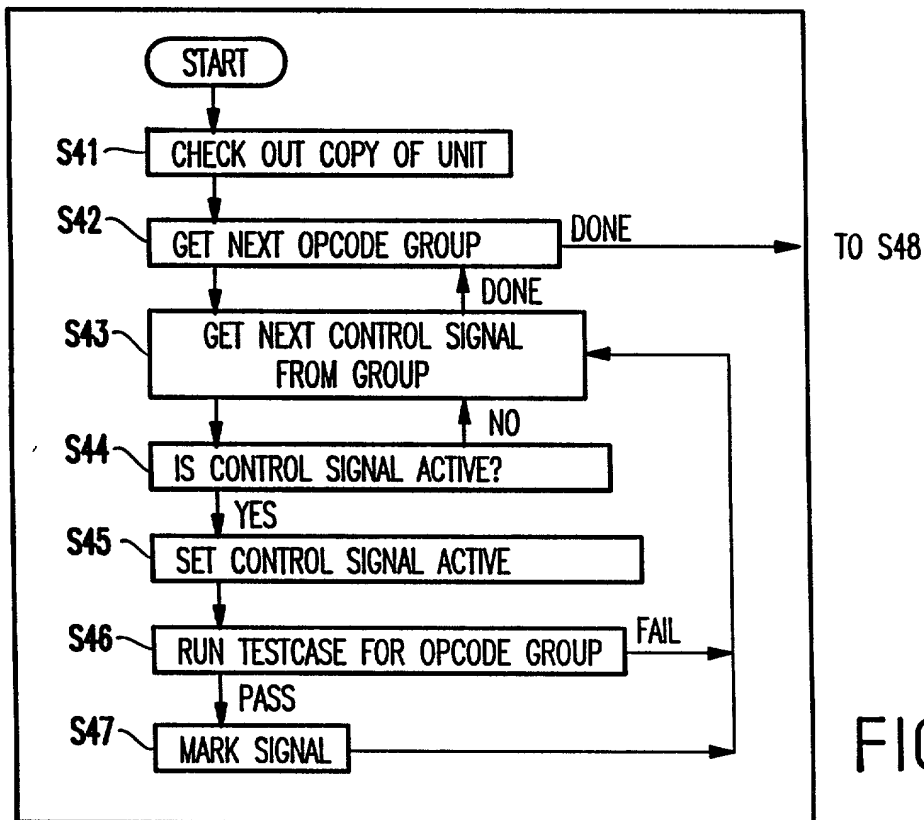 START
S41 CHECK OUT COPY OF UNIT
S42 GET NEXT OPCODE GROUP DONE TO S48
DONE
S43 GET NEXT CONTROL SIGNAL
FROM GROUP
NO
S44 IS CONTROL SIGNAL ACTIVE?
YES
S45 SET CONTROL SIGNAL ACTIVE
S46 RUN TESTCASE FOR OPCODE GROUP FAIL
PASS
S47 MARK SIGNAL
FIG